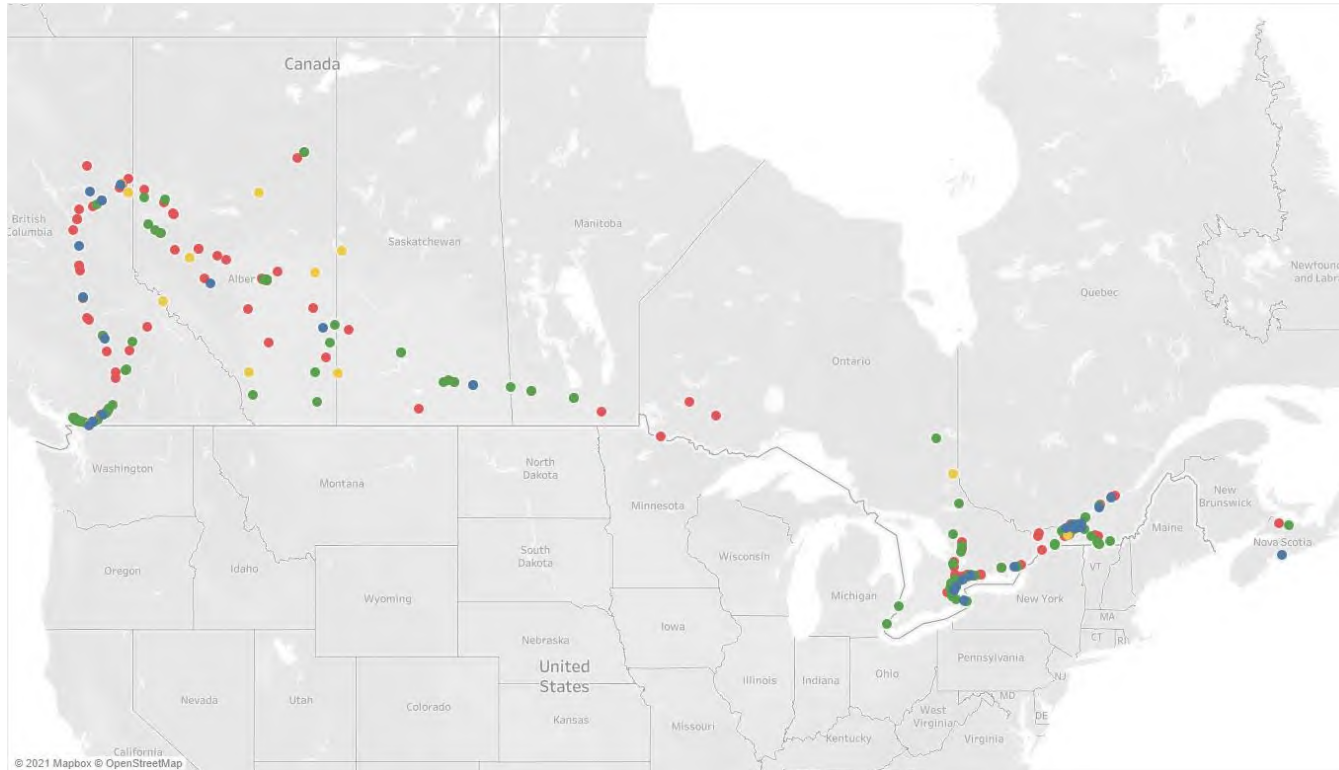 Canada
British
Columbia
Alber
Saskatchewan
Manitoba
Ontario
Quebec
Newfou
and Labr
New
Brunswick
Nova Scotia
Maine
Washington
Montana
North
Dakota
Minnesota
Oregon
Idaho
South
Dakota
Wisconsin
Michigan
VT
New York
MA
CT
RI
Wyoming
Iowa
Nebraska
Pennsylvania
NJ
United
States
Illinois
Indiana
Ohio
Nevada
Utah
Colorado
Kansas
Missouri
West
Virginia
MD
DE
Kentucky
Virginia
California
© 2021 Mapbox © OpenStreetMap